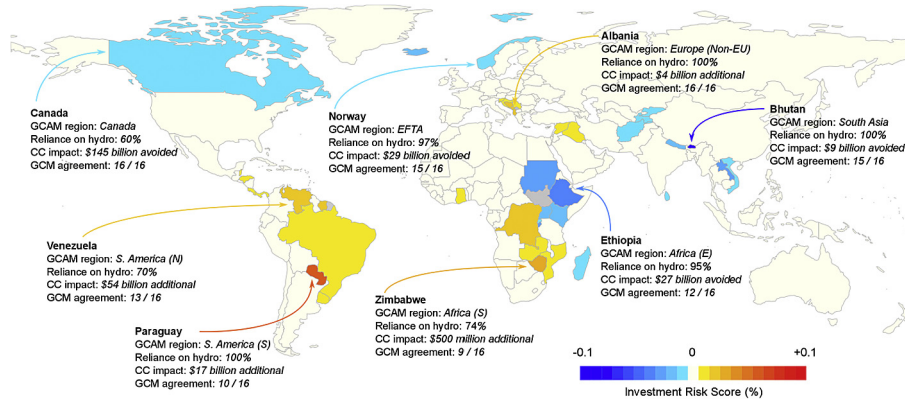 Albania
GCAM region: Europe (Non-EU)
Reliance on hydro: 100%
CC impact: $4 billion additional
GCM agreement: 16 / 16
Canada
GCAM region: Canada
Reliance on hydro: 60%
CC impact: $145 billion avoided
GCM agreement: 16 / 16
Norway
GCAM region: EFTA
Reliance on hydro: 97%
CC impact: $29 billion avoided
GCM agreement: 15 / 16
Bhutan
GCAM region: South Asia
Reliance on hydro: 100%
CC impact: $9 billion avoided
GCM agreement: 15 / 16
Venezuela
GCAM region: S. America (N)
Reliance on hydro: 70%
CC impact: $54 billion additional
GCM agreement: 13 / 16
Ethiopia
GCAM region: Africa (E)
Reliance on hydro: 95%
CC impact: $27 billion avoided
GCM agreement: 12 / 16
Zimbabwe
GCAM region: Africa (S)
Reliance on hydro: 74%
CC impact: $500 million additional
GCM agreement: 9 / 16
Paraguay
GCAM region: S. America (S)
Reliance on hydro: 100%
CC impact: $17 billion additional
GCM agreement: 10 / 16
-0.1 0 +0.1
Investment Risk Score (%)